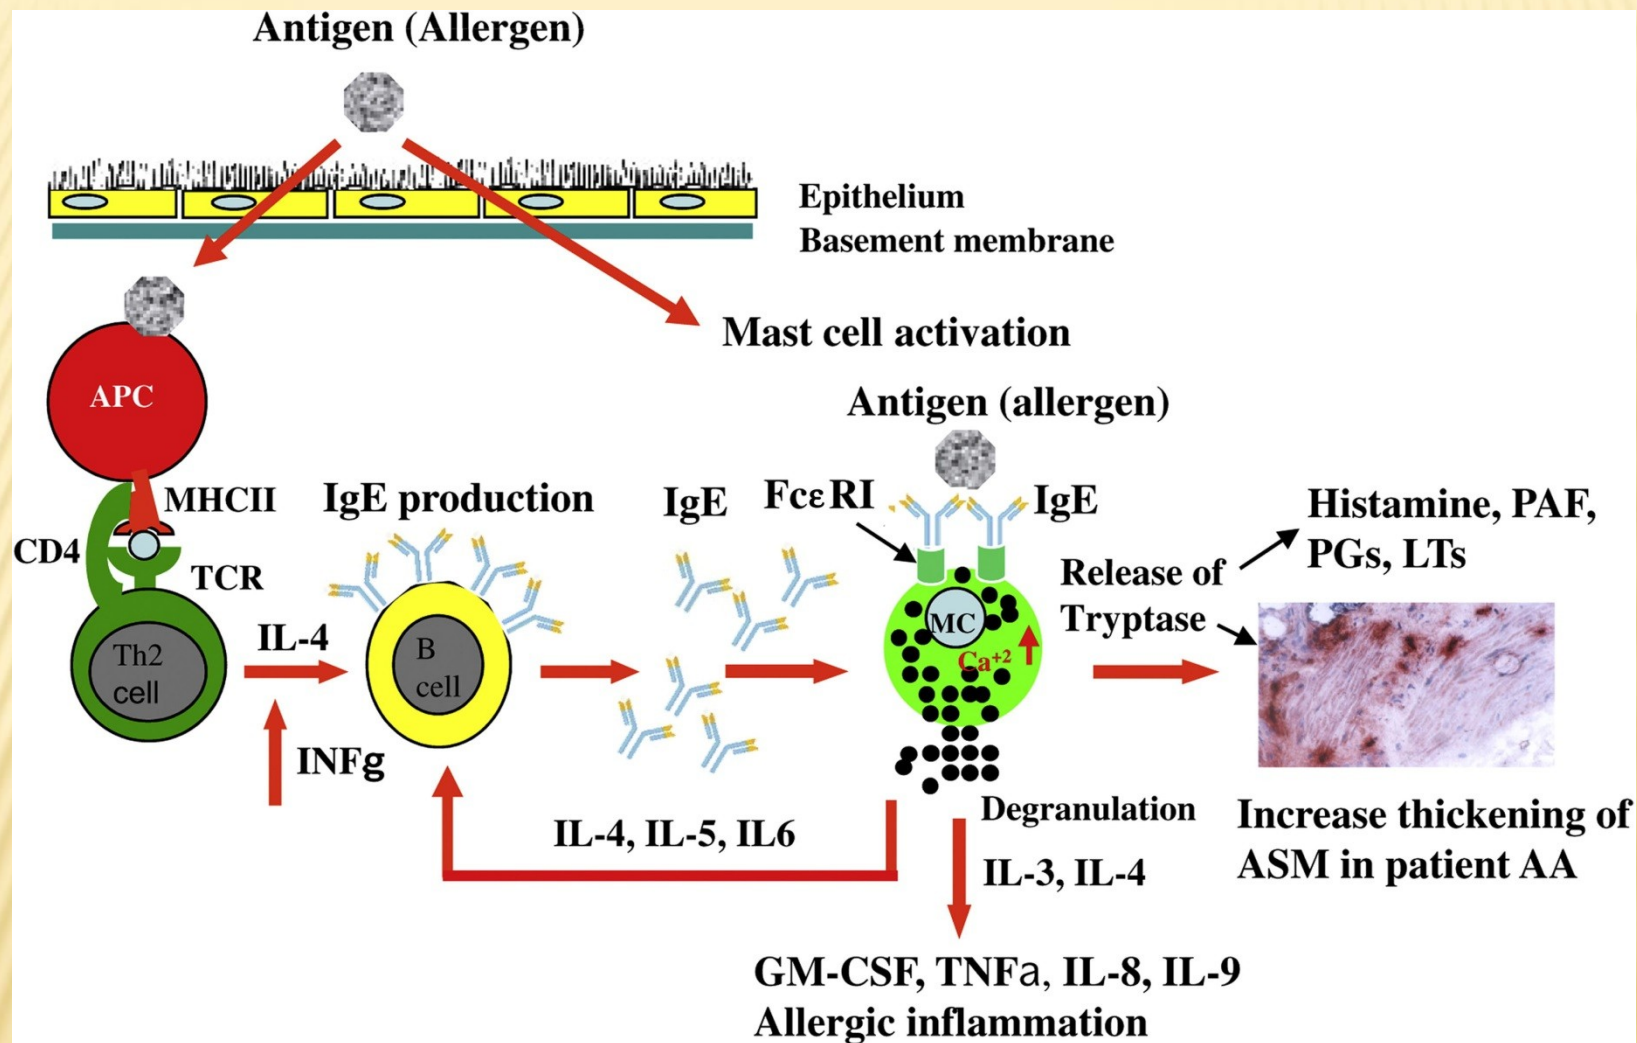 Antigen (Allergen)
Epithelium
Basement membrane
Mast cell activation
APC
Antigen (allergen)
MHCII
CD4
TCR
IgE production
IgE
FcεRI
IgE
Histamine, PAF,
PGs, LTs
Release of
Tryptase
Th2
cell
IL-4
INFg
B
cell
MC
Ca+2
Degranulation
IL-4, IL-5, IL6
IL-3, IL-4
Increase thickening of
ASM in patient AA
GM-CSF, TNFa, IL-8, IL-9
Allergic inflammation